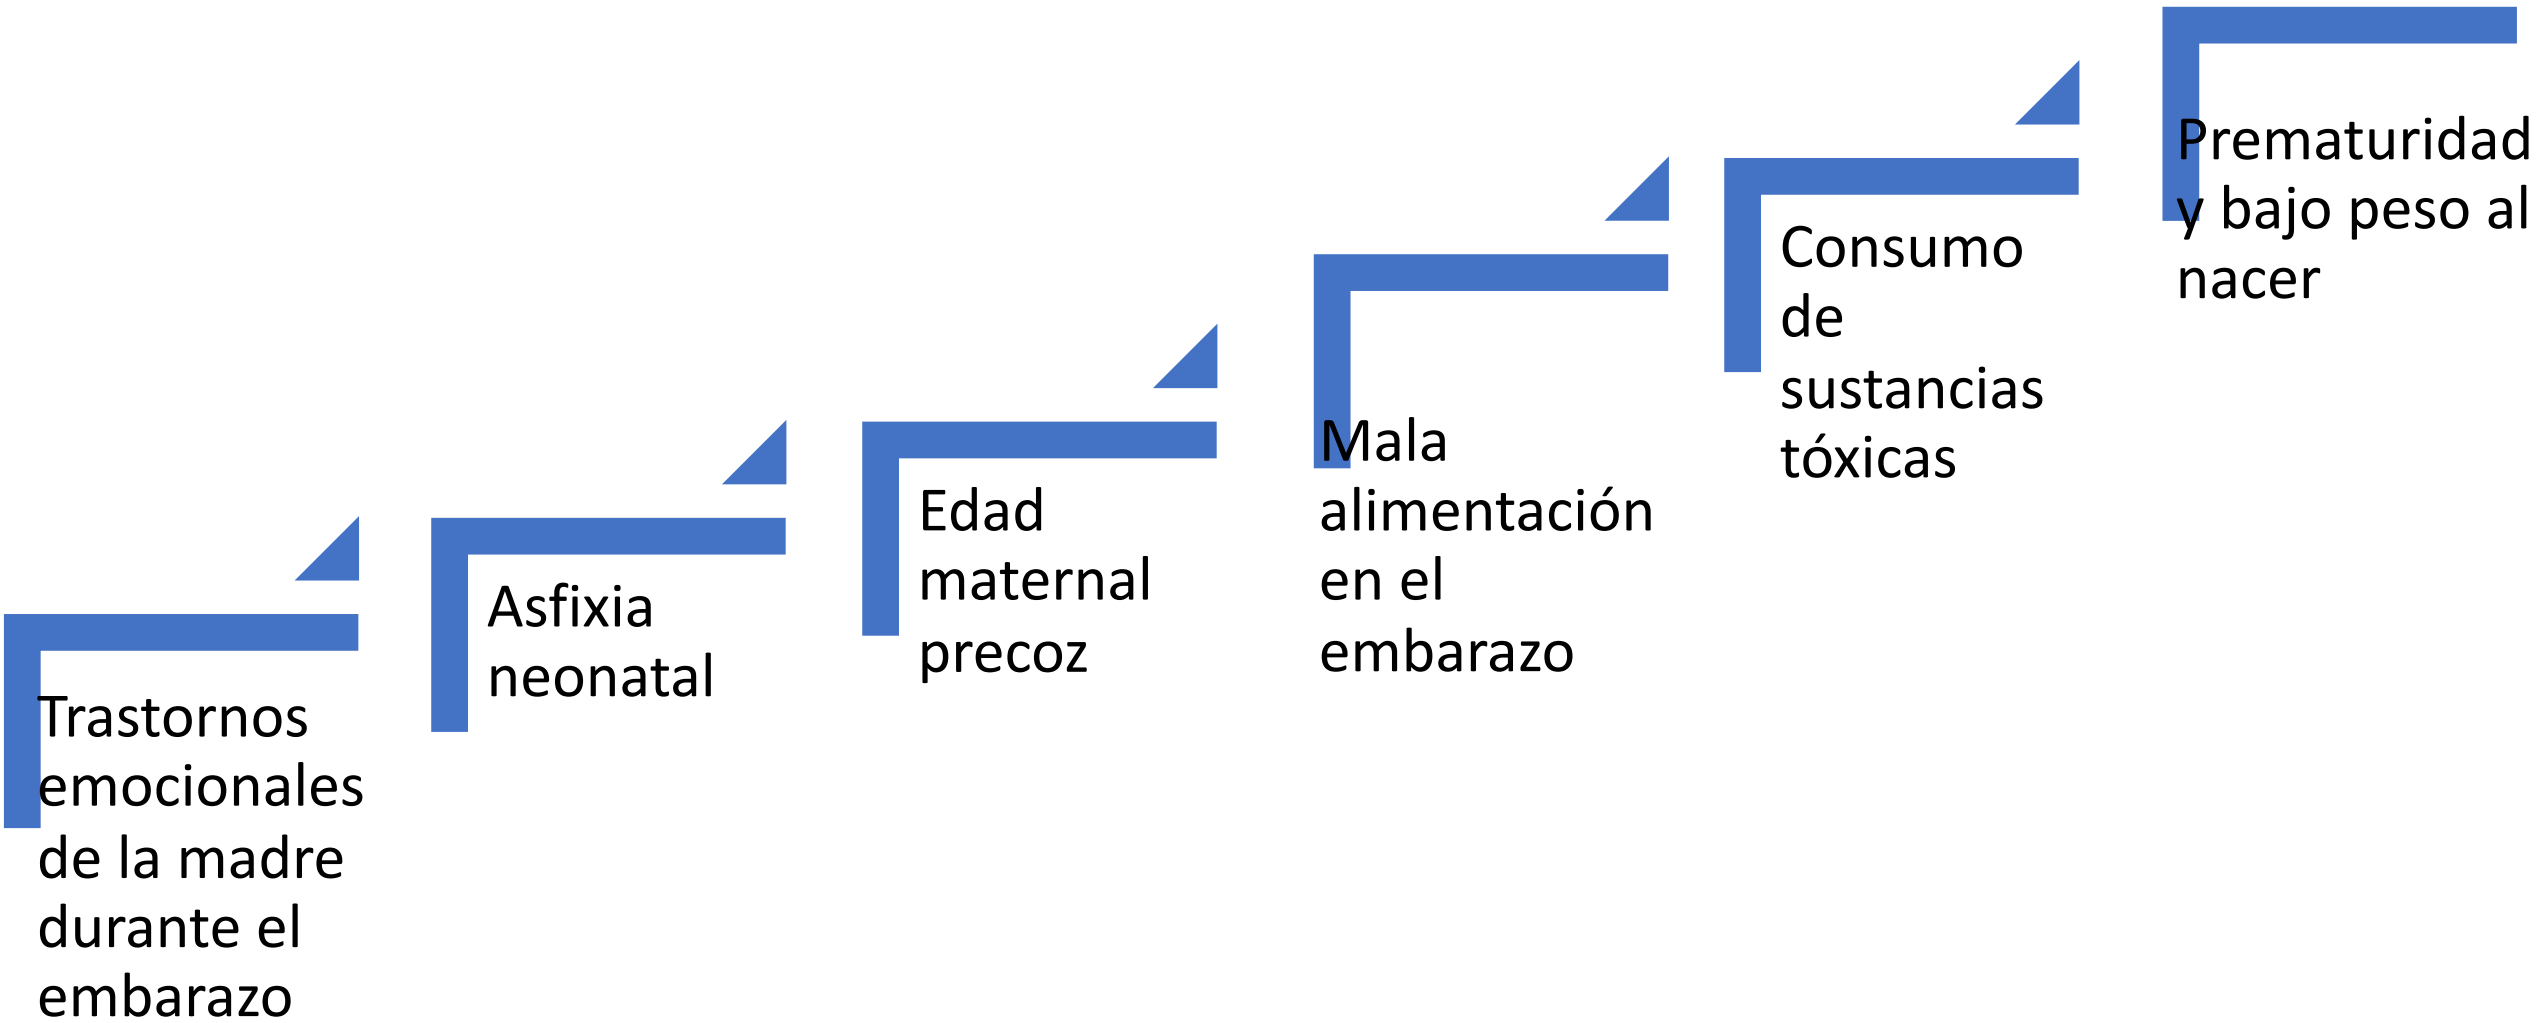 Trastornos
emocionales
de la madre
durante el
embarazo
Asfixia
neonatal
Edad
maternal
precoz
Mala
alimentación
en el
embarazo
Consumo
de
sustancias
tóxicas
Prematuridad
y bajo peso al
nacer